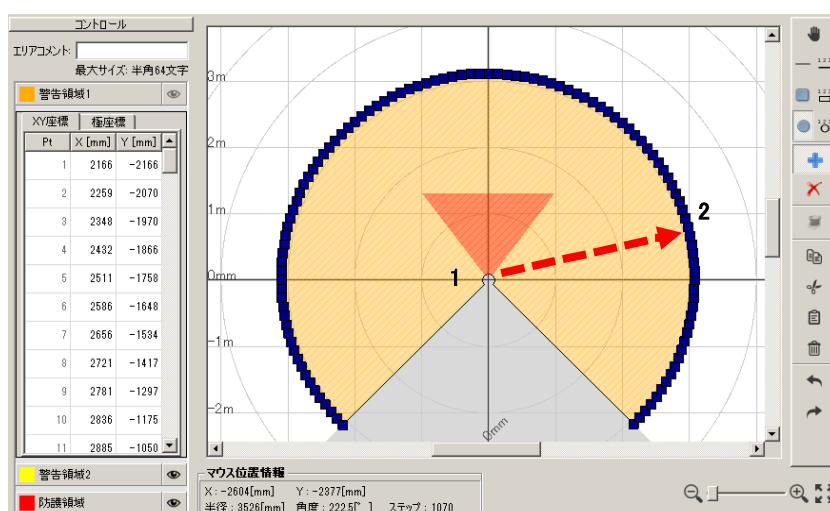 コントロール
エリアコメント:
最大サイズ: 半角64文字
警告領域1
XY座標 極座標
Pt X [mm] Y [mm]
1 2166 -2166
2 2259 -2070
3 2348 -1970
4 2432 -1866
5 2511 -1758
6 2586 -1648
7 2656 -1534
8 2721 -1417
9 2781 -1297
10 2836 -1175
11 2885 -1050
警告領域2
防護領域
3m
2m
1m
0mm
-1m
-2m
0mm
1
2
マウス位置情報
X:-2604[mm] Y:-2377[mm]
半径:3526[mm] 角度:222.5[°] ステップ:1070